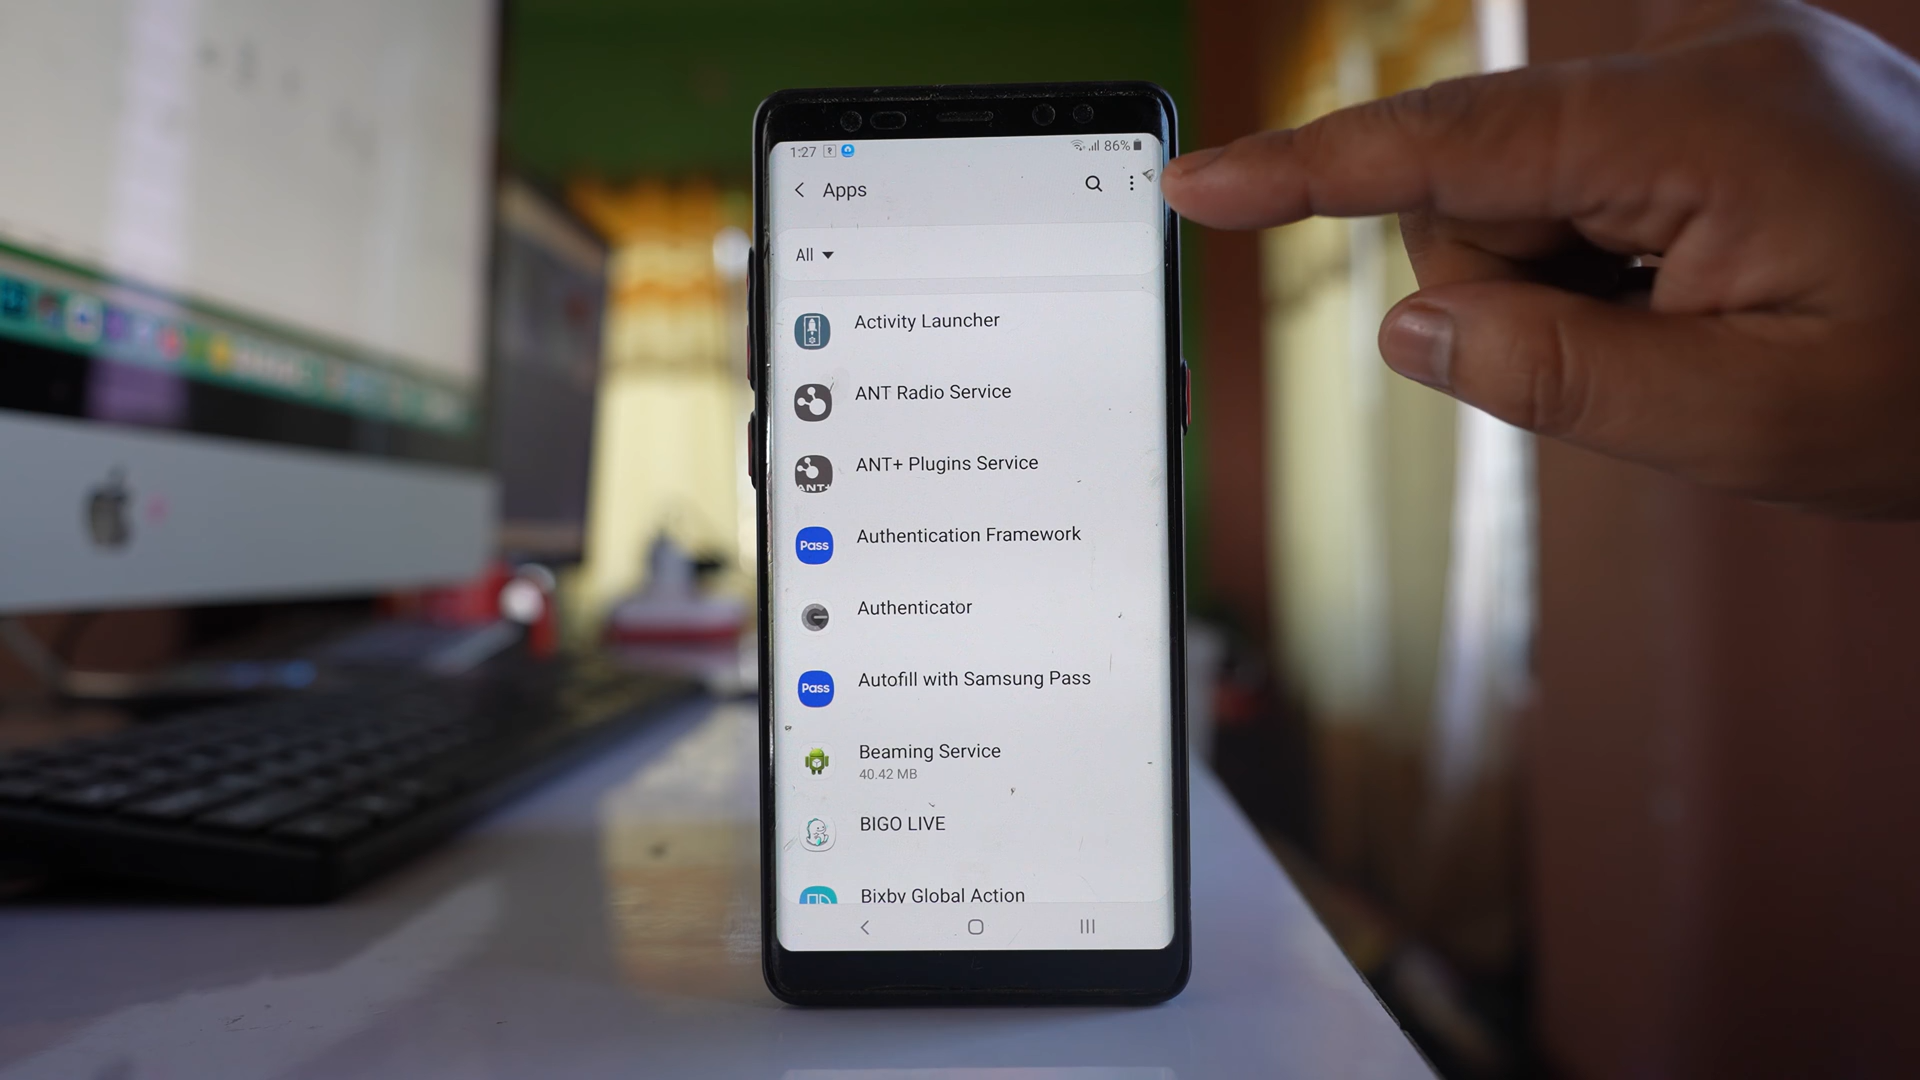 1:27 86%
Apps
All
Activity Launcher
ANT Radio Service
ANT+ Plugins Service
ANT+
Authentication Framework
Pass
Authenticator
Autofill with Samsung Pass
Pass
Beaming Service
40.42 MB
BIGO LIVE
Bixby Global Action